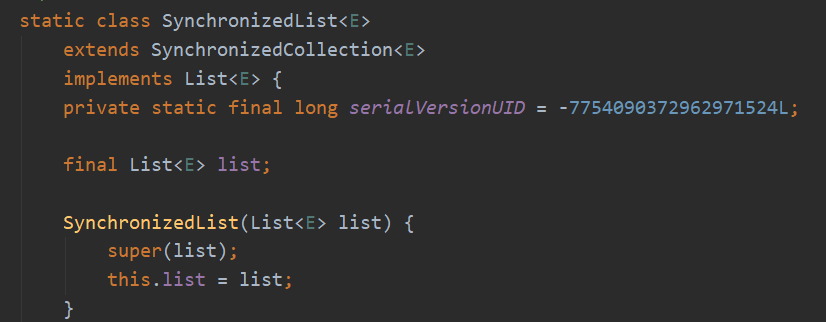 static class SynchronizedList<E>
extends SynchronizedCollection<E>
implements List<E> {
private static final long serialVersionUID = -7754090372962971524L;
final List<E> list;
SynchronizedList(List<E> list) {
super(list);
this.list = list;
}